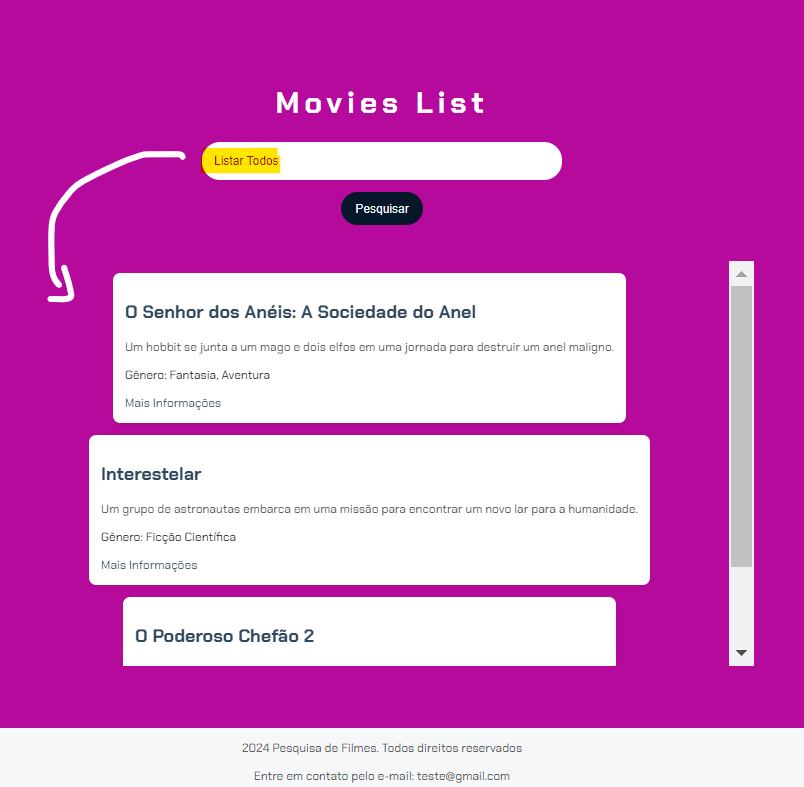 Movies List
Listar Todos
Pesquisar
O Senhor dos Anéis: A Sociedade do Anel
Um hobbit se junta a um mago e dois elfos em uma jornada para destruir um anel maligno.
Gênero: Fantasia, Aventura
Mais Informações
Interestelar
Um grupo de astronautas embarca em uma missão para encontrar um novo lar para a humanidade.
Gênero: Ficção Científica
Mais Informações
O Poderoso Chefão 2
2024 Pesquisa de Filmes. Todos direitos reservados
Entre em contato pelo e-mail: teste@gmail.com